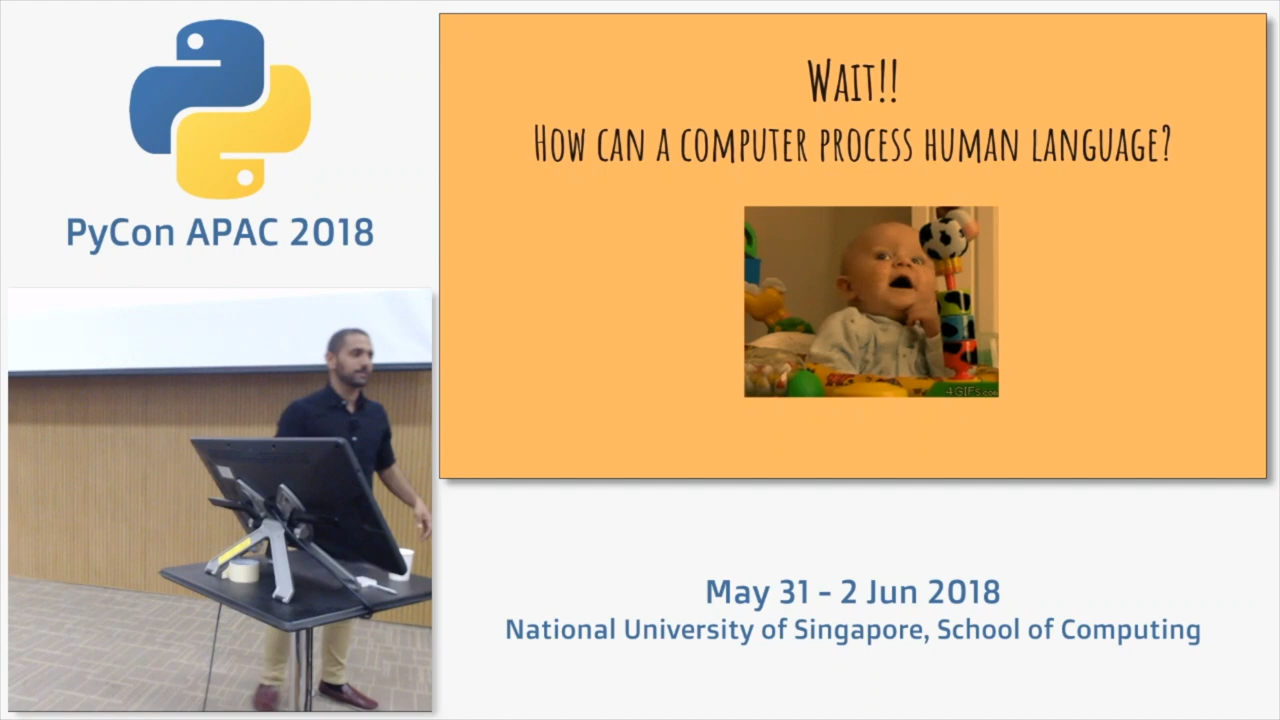 PyCon APAC 2018
WAIT!!
HOW CAN A COMPUTER PROCESS HUMAN LANGUAGE?
4GIFs.com
May 31 - 2 Jun 2018
National University of Singapore, School of Computing